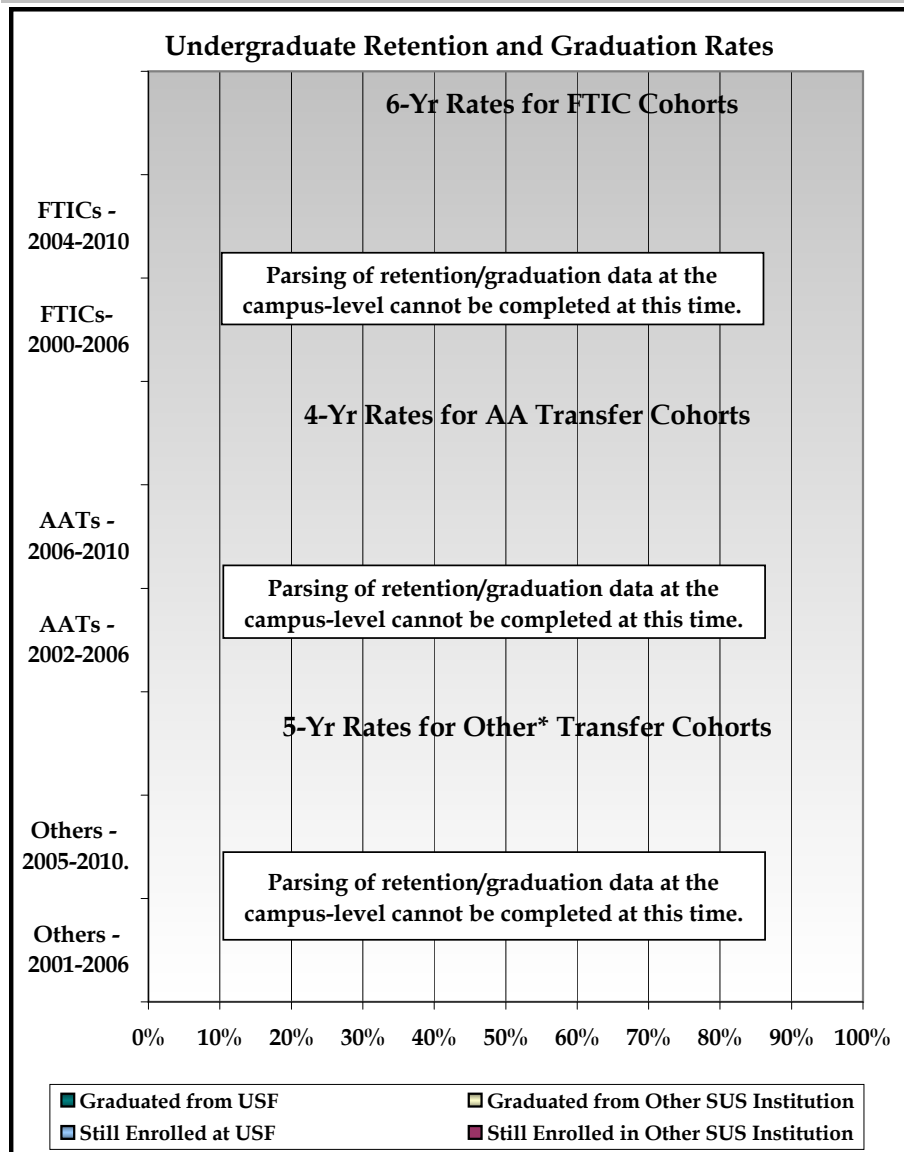 Undergraduate Retention and Graduation Rates
6-Yr Rates for FTIC Cohorts
FTICs -
2004-2010
Parsing of retention/graduation data at the
campus-level cannot be completed at this time.
FTICs-
2000-2006
4-Yr Rates for AA Transfer Cohorts
AATs -
2006-2010
Parsing of retention/graduation data at the
campus-level cannot be completed at this time.
AATs -
2002-2006
5-Yr Rates for Other* Transfer Cohorts
Others -
2005-2010.
Parsing of retention/graduation data at the
campus-level cannot be completed at this time.
Others -
2001-2006
0% 10% 20% 30% 40% 50% 60% 70% 80% 90% 100%
Graduated from USF Graduated from Other SUS Institution
Still Enrolled at USF Still Enrolled in Other SUS Institution